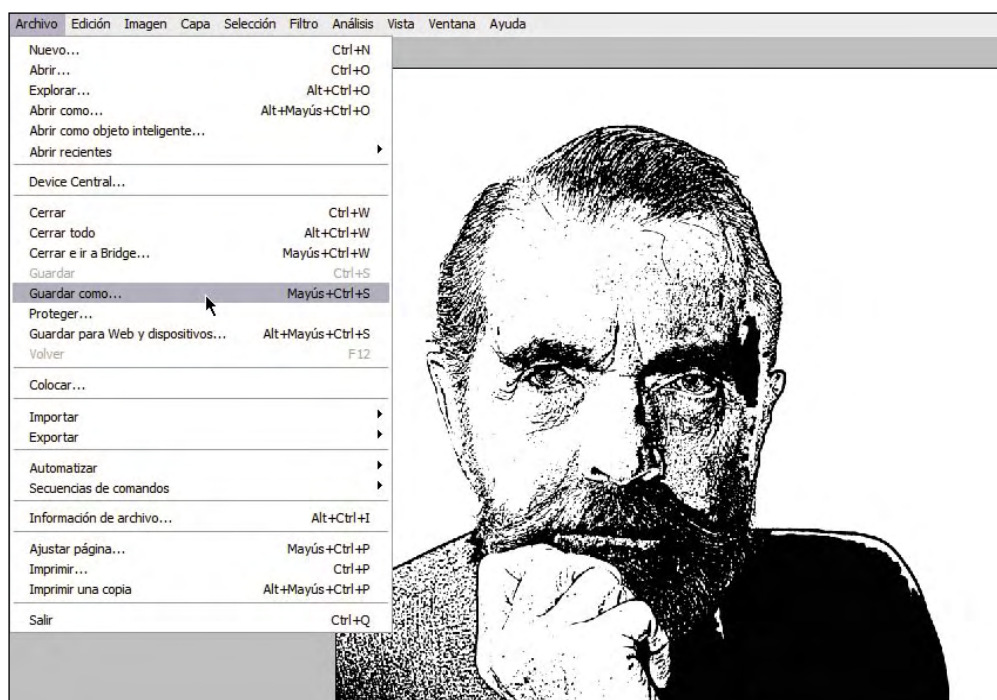 Archivo Edición Imagen Capa Selección Filtro Análisis Vista Ventana Ayuda
Nuevo... Ctrl+N
Abrir... Ctrl+O
Explorar... Alt+Ctrl+O
Abrir como... Alt+Mayús+Ctrl+O
Abrir como objeto inteligente...
Abrir recientes
Device Central...
Cerrar Ctrl+W
Cerrar todo Alt+Ctrl+W
Cerrar e ir a Bridge... Mayús+Ctrl+W
Guardar Ctrl+S
Guardar como... Mayús+Ctrl+S
Proteger...
Guardar para Web y dispositivos... Alt+Mayús+Ctrl+S
Volver F12
Colocar...
Importar
Exportar
Automatizar
Secuencias de comandos
Información de archivo... Alt+Ctrl+I
Ajustar página... Mayús+Ctrl+P
Imprimir... Ctrl+P
Imprimir una copia Alt+Mayús+Ctrl+P
Salir Ctrl+Q